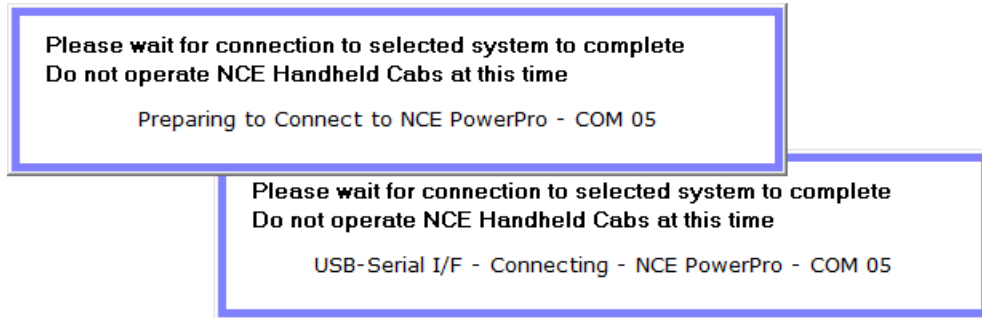 Please wait for connection to selected system to complete
Do not operate NCE Handheld Cabs at this time
Preparing to Connect to NCE PowerPro - COM 05
Please wait for connection to selected system to complete
Do not operate NCE Handheld Cabs at this time
USB-Serial I/F - Connecting - NCE PowerPro - COM 05